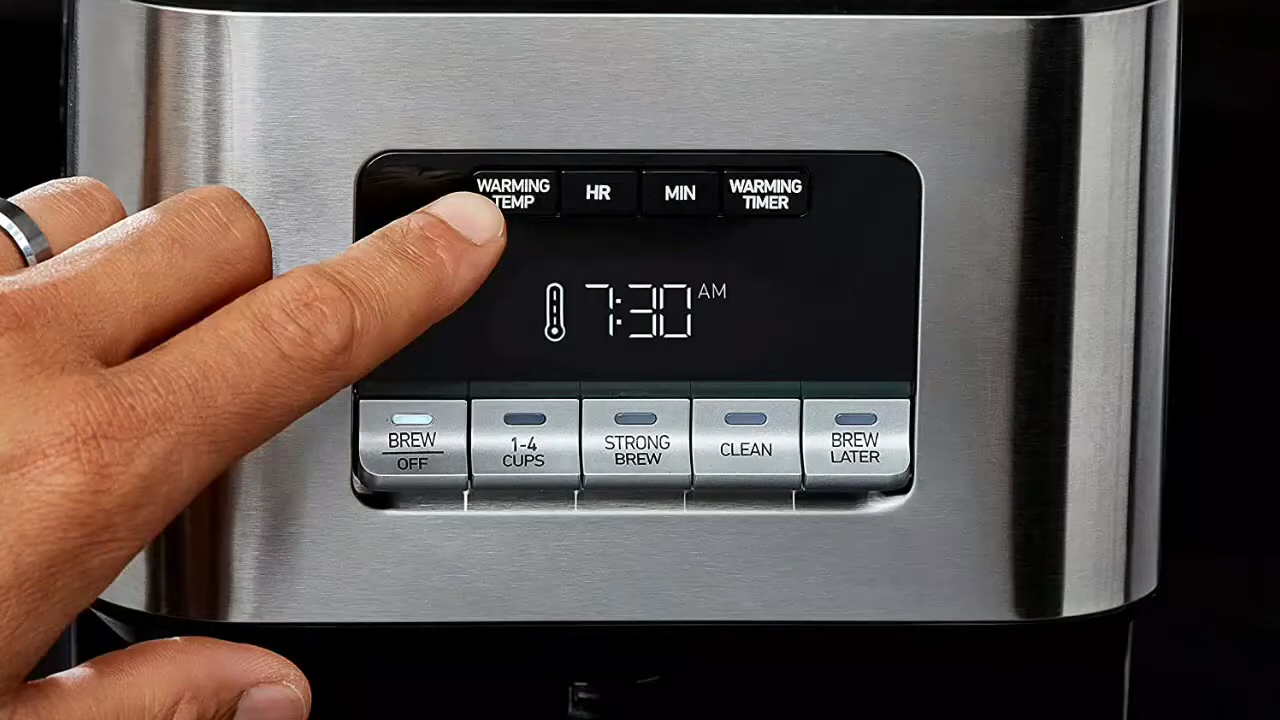 WARMING
TEMP
HR
MIN
WARMING
TIMER
7:30 AM
BREW
OFF
1-4
CUPS
STRONG
BREW
CLEAN
BREW
LATER